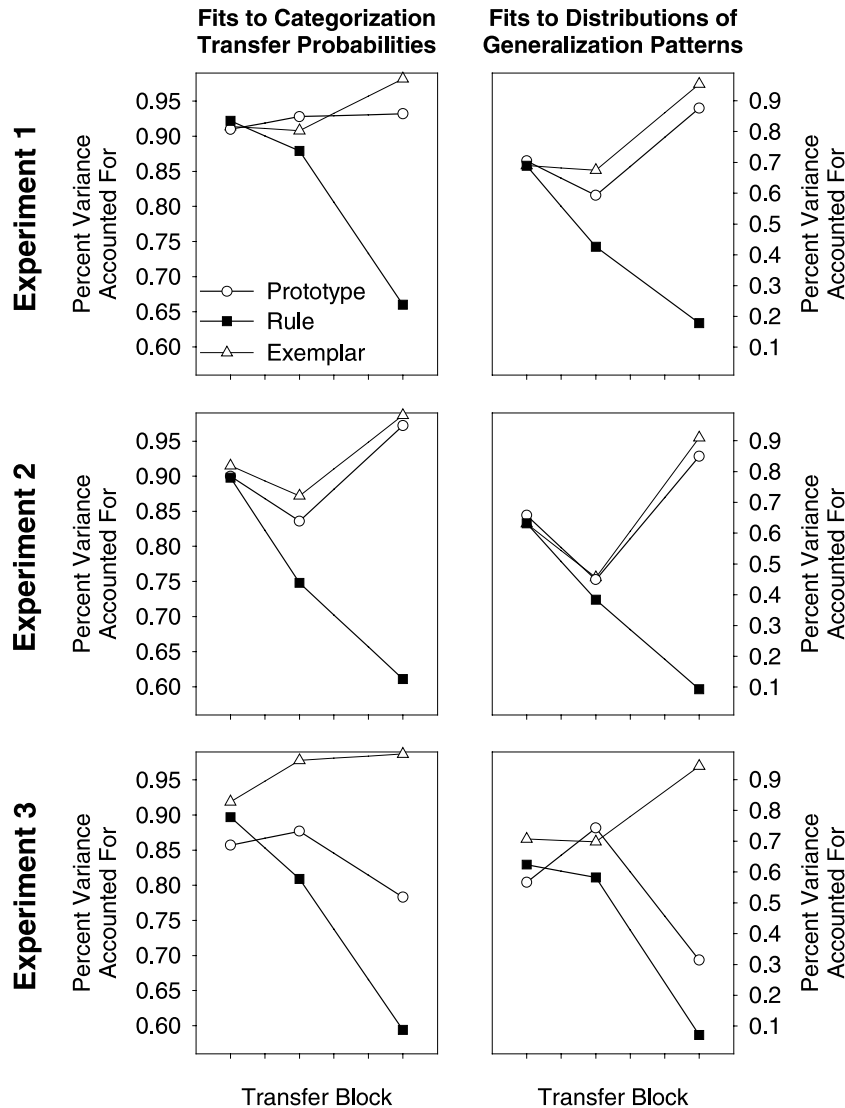 Fits to Categorization
Transfer Probabilities
Fits to Distributions of
Generalization Patterns
Experiment 1
Percent Variance
Accounted For
0.95
0.90
0.85
0.80
0.75
0.70
0.65
0.60
Prototype
Rule
Exemplar
0.9
0.8
0.7
0.6
0.5
0.4
0.3
0.2
0.1
Percent Variance
Accounted For
Experiment 2
Percent Variance
Accounted For
0.95
0.90
0.85
0.80
0.75
0.70
0.65
0.60
0.9
0.8
0.7
0.6
0.5
0.4
0.3
0.2
0.1
Percent Variance
Accounted For
Experiment 3
Percent Variance
Accounted For
0.95
0.90
0.85
0.80
0.75
0.70
0.65
0.60
0.9
0.8
0.7
0.6
0.5
0.4
0.3
0.2
0.1
Percent Variance
Accounted For
Transfer Block
Transfer Block